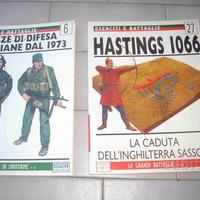 E BATTAGLIE
6
ZE DI DIFESA
IANE DAL 1973
IN UNIFORME - 4
ESERCITI E BATTAGLIE
27
HASTINGS 1066
LA CADUTA
DELL'INGHILTERRA SASSO
LE GRANDI BATTAGLIE